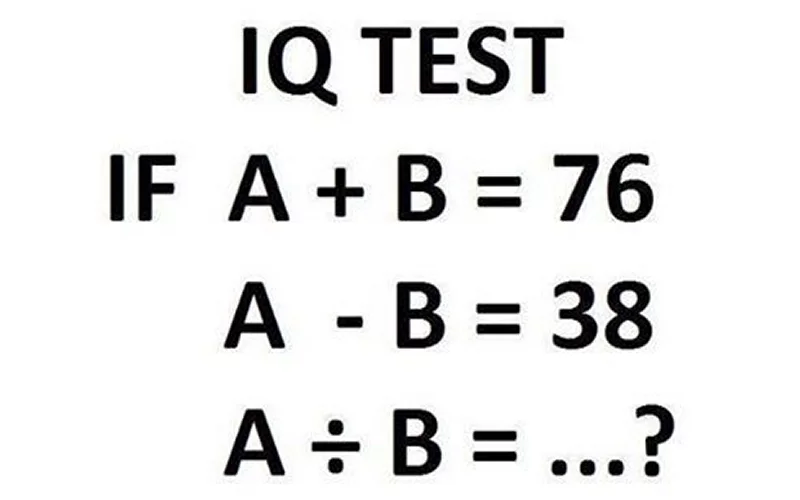 IQ TEST
IF A + B = 76
A - B = 38
A ÷ B = ...?